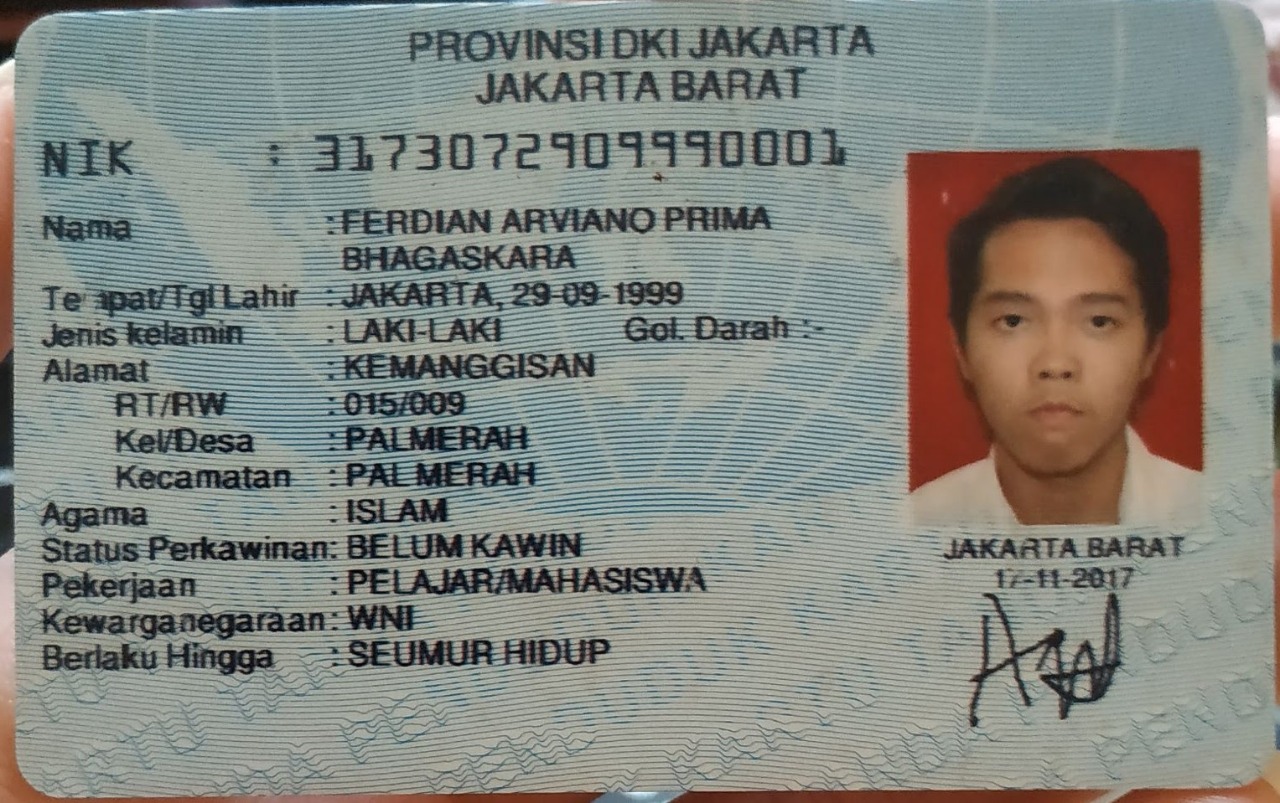 PROVINSI DKI JAKARTA
JAKARTA BARAT
NIK : 3173072909990001
Nama : FERDIAN ARVIANO PRIMA
BHAGASKARA
Tempat/Tgl Lahir : JAKARTA, 29-09-1999
Jenis kelamin : LAKI-LAKI Gol. Darah :-
Alamat : KEMANGGISAN
RT/RW : 015/009
Kel/Desa : PALMERAH
Kecamatan : PALMERAH
Agama : ISLAM
Status Perkawinan: BELUM KAWIN
Pekerjaan : PELAJAR/MAHASISWA
Kewarganegaraan: WNI
Berlaku Hingga : SEUMUR HIDUP
JAKARTA BARAT
17-11-2017